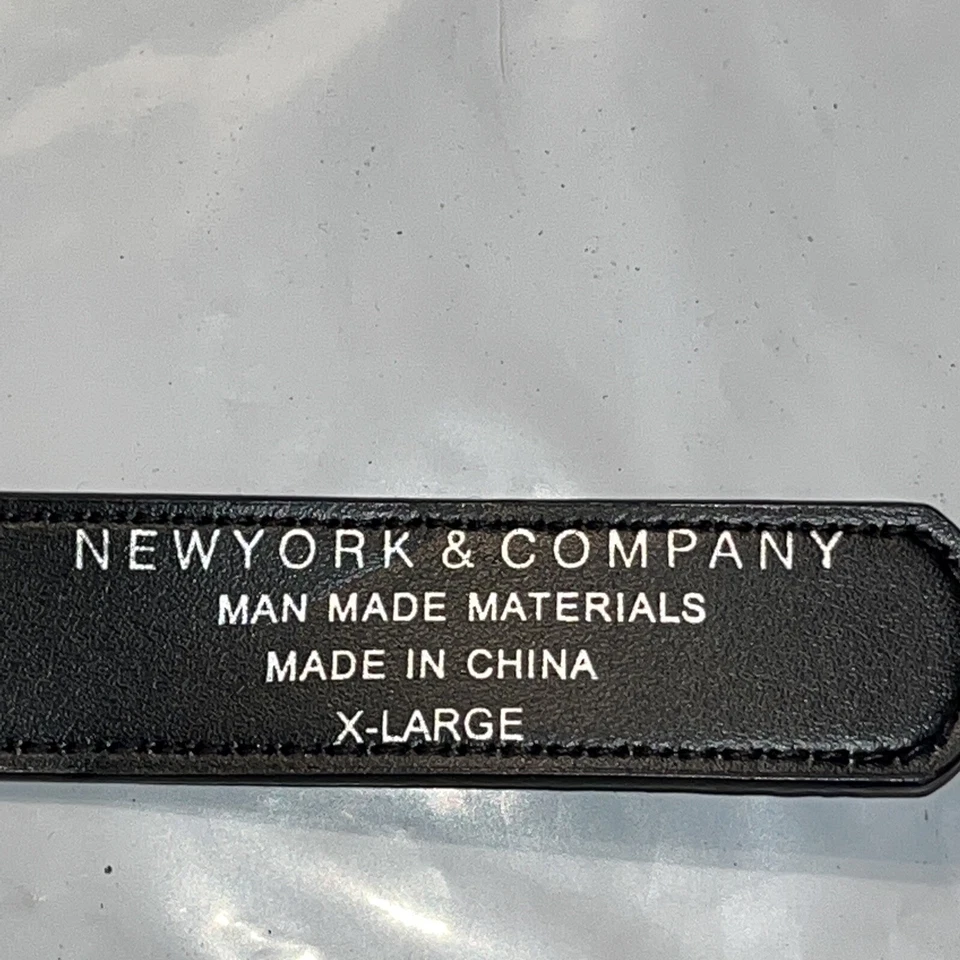 NEWYORK & COMPANY
MAN MADE MATERIALS
MADE IN CHINA
X-LARGE